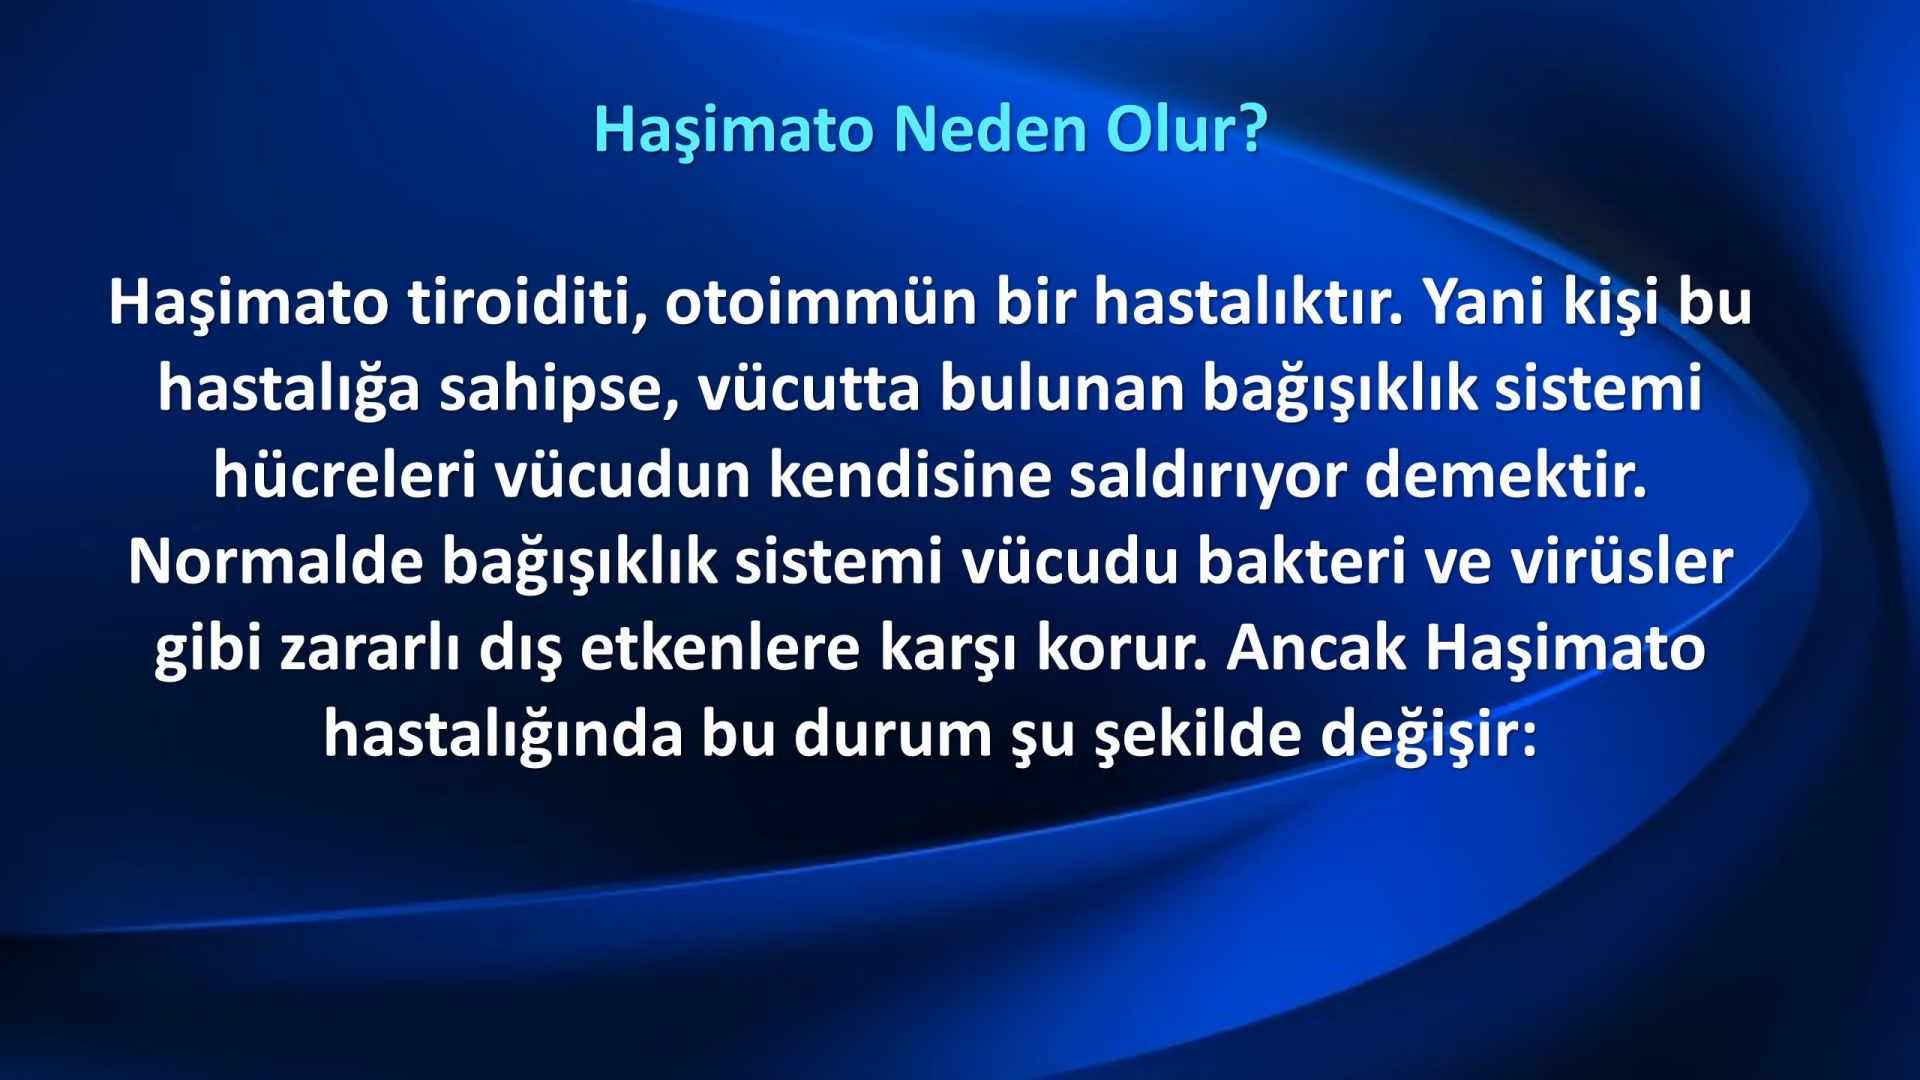 Haşimato Neden Olur?
Haşimato tiroiditi, otoimmün bir hastalıktır. Yani kişi bu
hastalığa sahipse, vücutta bulunan bağışıklık sistemi
hücreleri vücudun kendisine saldırıyor demektir.
Normalde bağışıklık sistemi vücudu bakteri ve virüsler
gibi zararlı dış etkenlere karşı korur. Ancak Haşimato
hastalığında bu durum şu şekilde değişir: